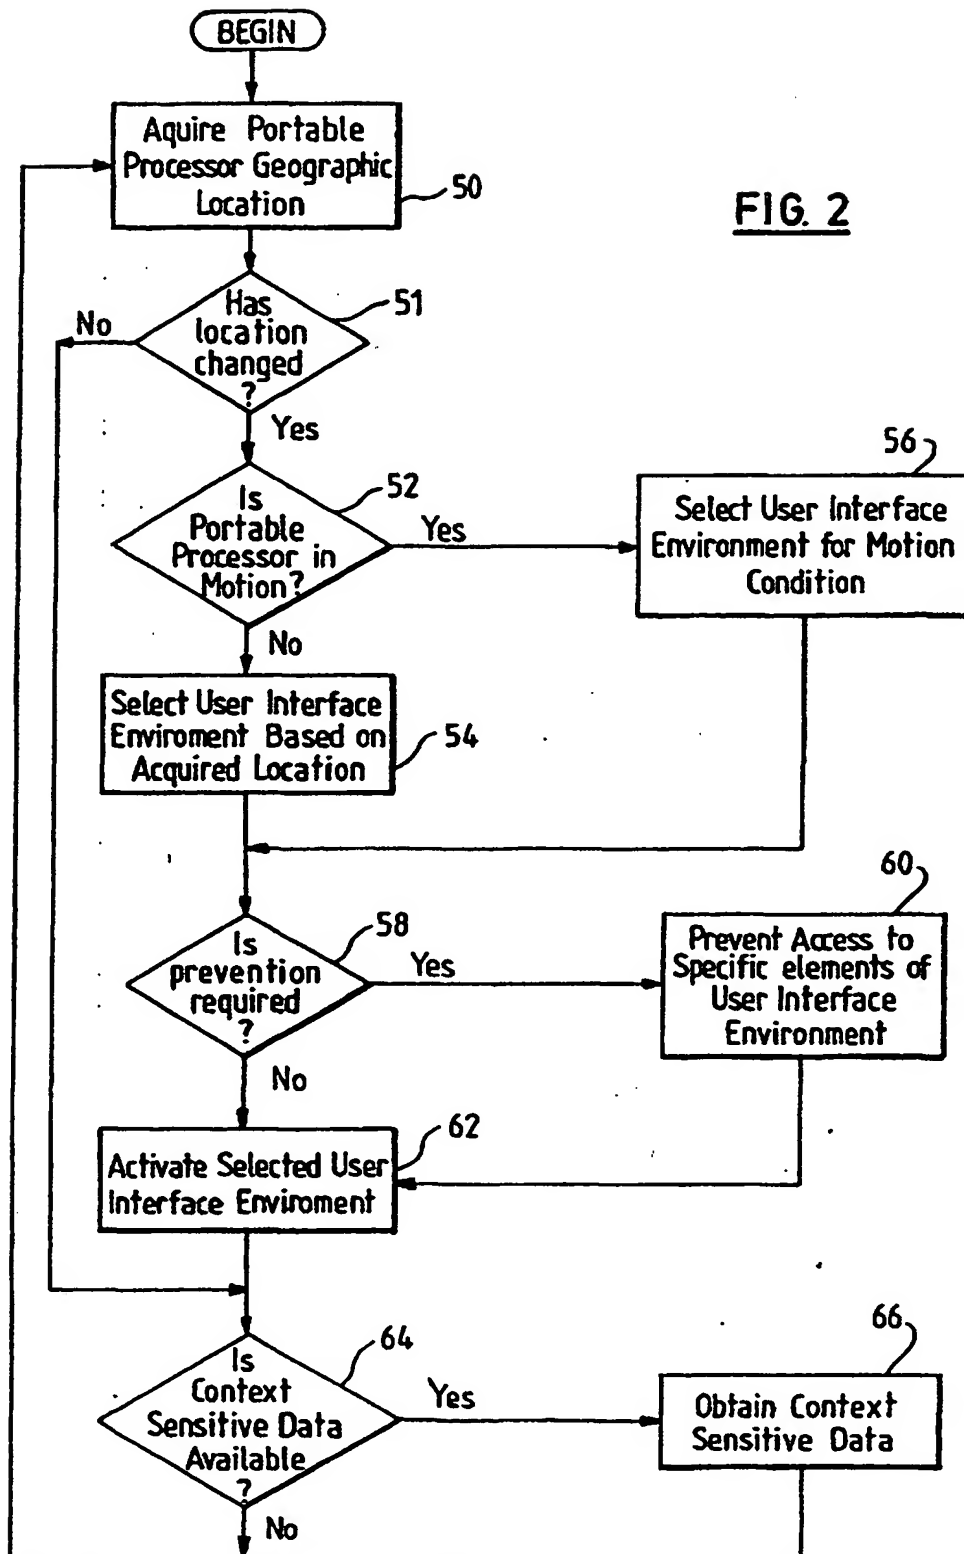 BEGIN
Aquire Portable
Processor Geographic
Location
50
FIG. 2
Has
location
changed
?
51
No
Yes
Is
Portable
Processor in
Motion?
52
Yes
No
56
Select User Interface
Environment for Motion
Condition
Select User Interface
Enviroment Based on
Acquired Location
54
Is
prevention
required
?
58
Yes
No
60
Prevent Access to
Specific elements of
User Interface
Environment
Activate Selected User
Interface Enviroment
62
Is
Context
Sensitive Data
Available
?
64
Yes
No
66
Obtain Context
Sensitive Data